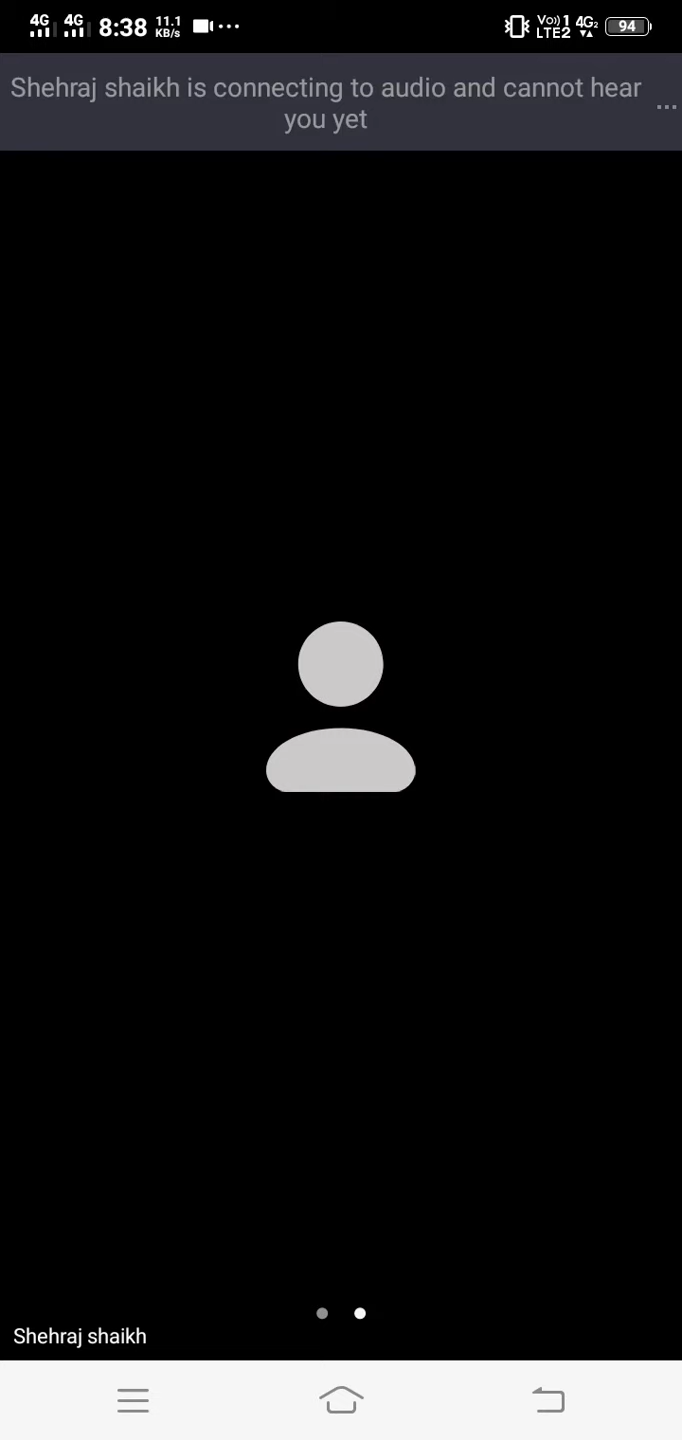 4G 4G 8:38 11.1 KB/s Vo)) 1 LTE2 4G2 94
Shehraj shaikh is connecting to audio and cannot hear
you yet
Shehraj shaikh